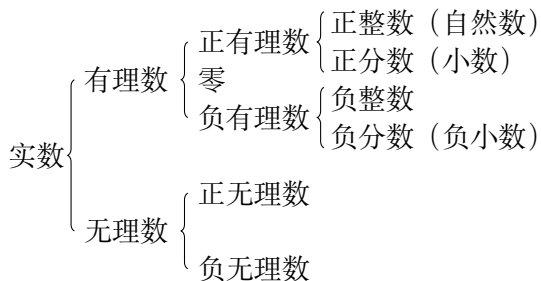 正整数（自然数）
正有理数
正分数（小数）
有理数
零
负整数
负有理数
负分数（负小数）
实数
正无理数
无理数
负无理数